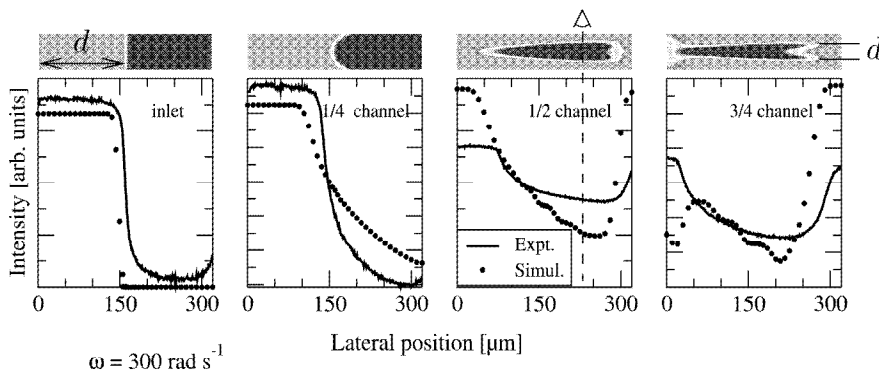 d
d
inlet
1/4 channel
1/2 channel
3/4 channel
Intensity [arb. units]
Expt.
Simul.
0 150 300
0 150 300
0 150 300
0 150 300
Lateral position [µm]
ω = 300 rad s⁻¹